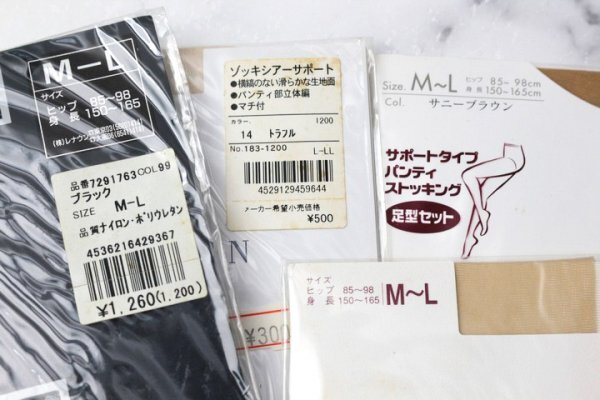 M-L
サイズ
ヒップ 85~98
身長 150~165
(株)レナウン
品番7291763 COL.99
ブラック
SIZE M-L
品質ナイロン・ポリウレタン
4536216429367
¥1,260(1,200)
ゾッキシアーサポート
●横縞のない滑らかな生地面
●パンティ部立体編
●マチ付
カラー. 1200
14 トラフル
No.183-1200 L-LL
4529129459644
メーカー希望小売価格
¥500
N
¥300
Size. M~L ヒップ 85~98cm
身長 150~165cm
Col. サニーブラウン
サポートタイプ
パンティ
ストッキング
足型セット
サイズ
ヒップ 85~98
身長 150~165
M~L